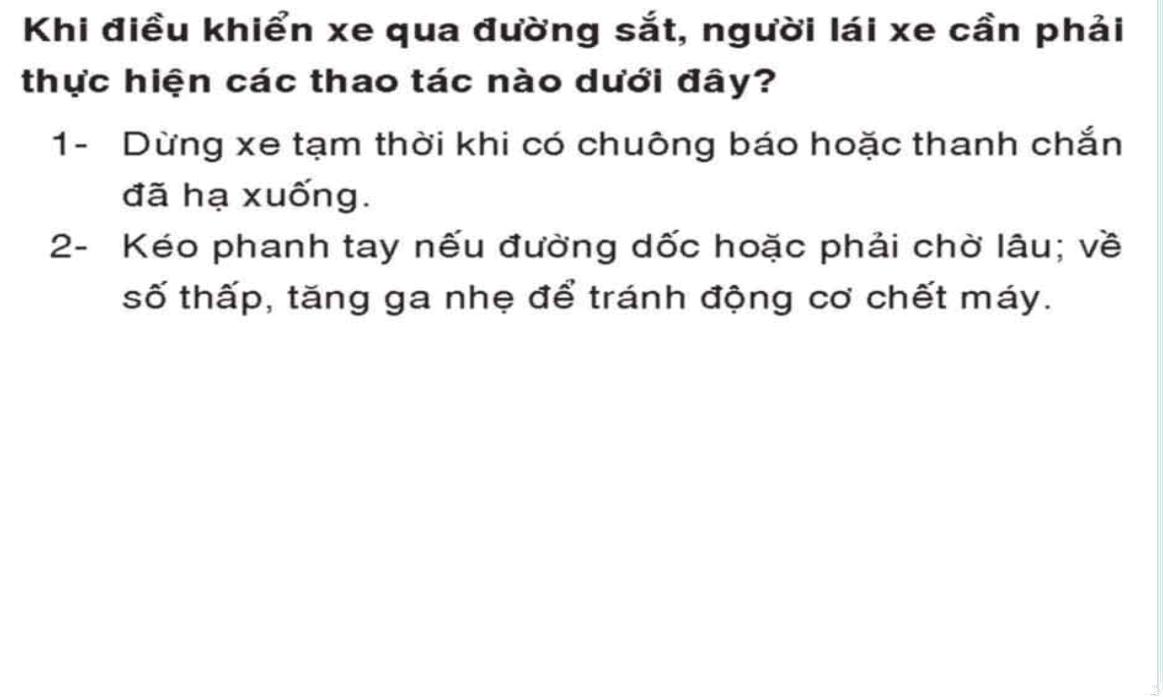 Khi điều khiển xe qua đường sắt, người lái xe cần phải
thực hiện các thao tác nào dưới đây?
1- Dừng xe tạm thời khi có chuông báo hoặc thanh chắn
đã hạ xuống.
2- Kéo phanh tay nếu đường dốc hoặc phải chờ lâu; về
số thấp, tăng ga nhẹ để tránh động cơ chết máy.